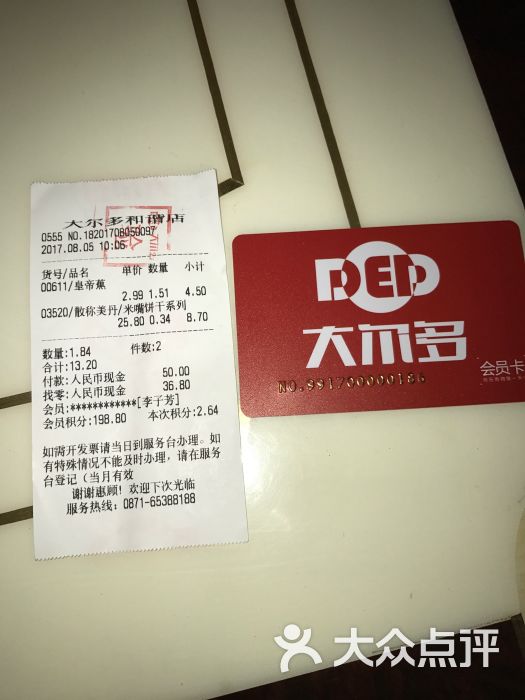 大尔多和谐店
0555 NO.18201708050097
2017.08.05 10:06
货号/品名 单价 数量 小计
00611/皇帝蕉
2.99 1.51 4.50
03520/散称美丹/米嘴饼干系列
25.80 0.34 8.70
数量:1.84 件数:2
合计:13.20
付款:人民币现金 50.00
找零:人民币现金 36.80
会员:************[李子芳]
会员积分:198.80 本次积分:2.64
如需开发票请当日到服务台办理。如
有特殊情况不能及时办理，请在服务
台登记（当月有效
谢谢惠顾！欢迎下次光临
服务热线:0871-65388188
DED
大尔多
会员卡
NO.991700000186
大众点评